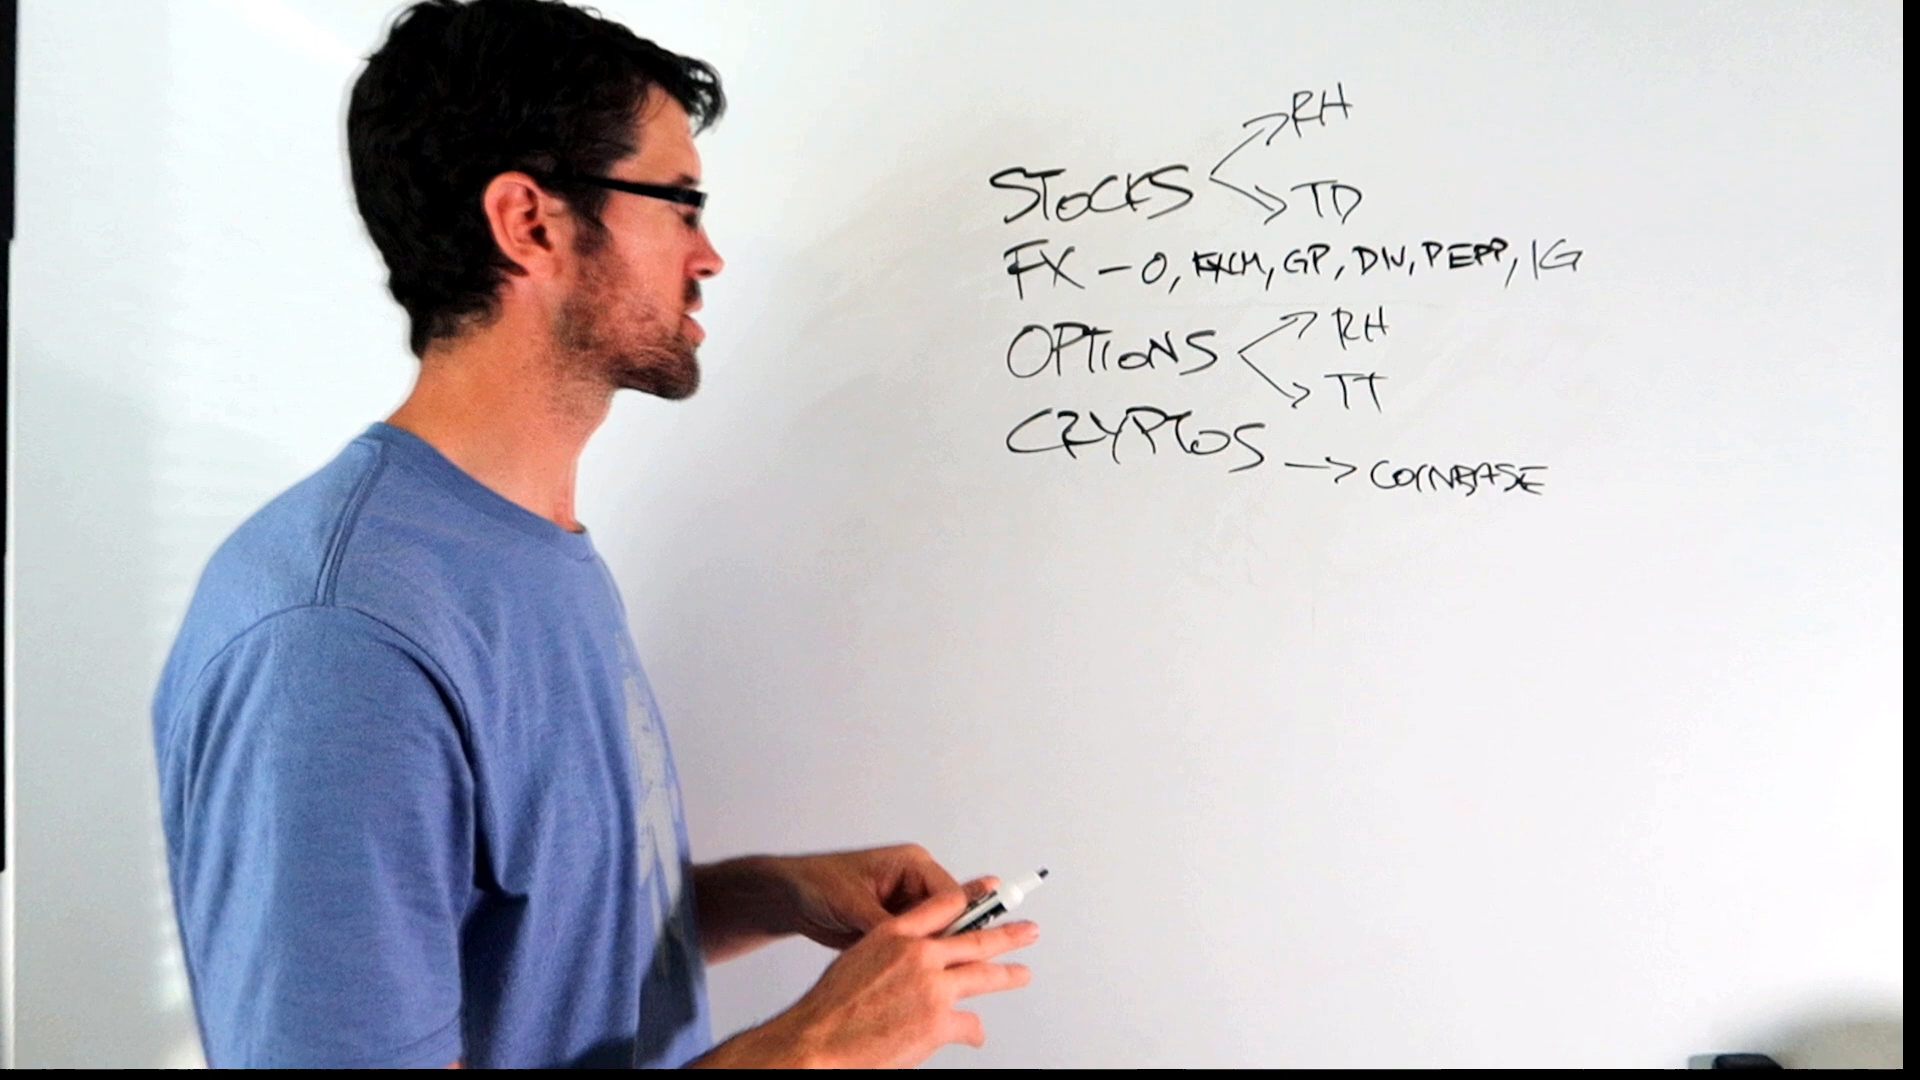 RH
STOCKS
TD
FX - O, FXCM, GP, DIV, PEPP, IG
RH
OPTIONS
TT
CRYPTOS → COINBASE